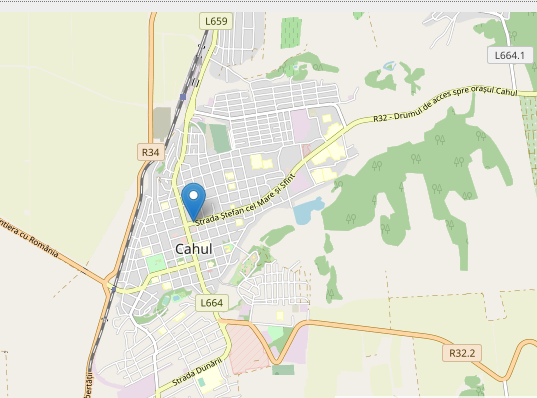 L659
L664.1
R32 - Drumul de acces spre orașul Cahul
R34
Strada Ștefan cel Mare și Sfînt
Cahul
ntiera cu România
L664
R32.2
Strada Dunării
bertății